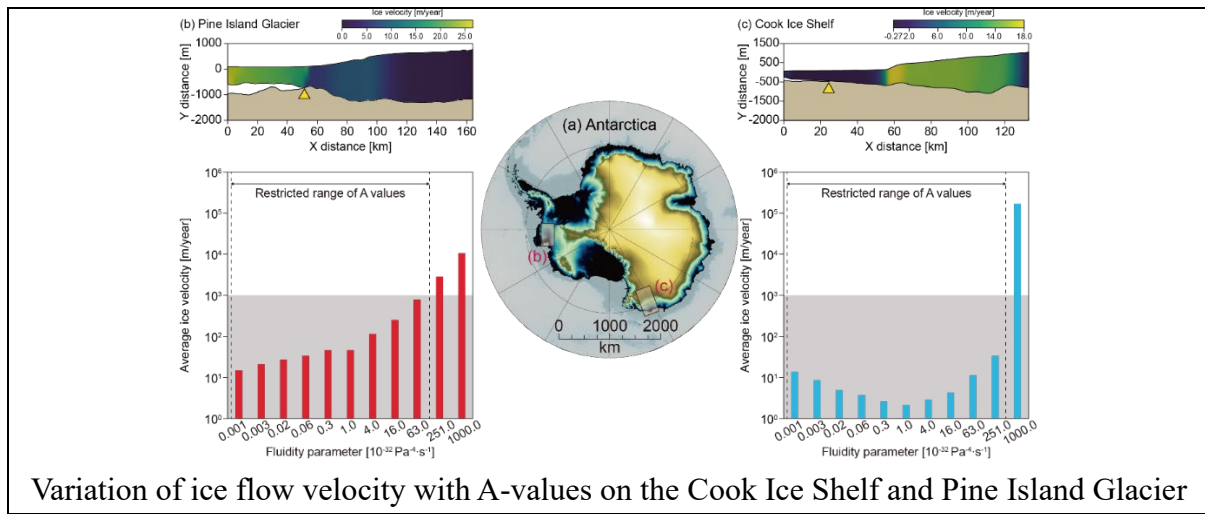 (b) Pine Island Glacier
Ice velocity [m/year]
0.0 5.0 10.0 15.0 20.0 25.0
Y distance [m]
1000
0
-1000
-2000
0 20 40 60 80 100 120 140 160
X distance [km]
(c) Cook Ice Shelf
Ice velocity [m/year]
-0.272.0 6.0 10.0 14.0 18.0
Y distance [m]
1500
500
-500
-1500
-2000
0 20 40 60 80 100 120
X distance [km]
(a) Antarctica
(b)
(c)
0 1000 2000
km
Restricted range of A values
Average ice velocity [m/year]
10⁶
10⁵
10⁴
10³
10²
10¹
10⁰
0.001 0.003 0.02 0.06 0.3 1.0 4.0 16.0 63.0 251.0 1000.0
Fluidity parameter [10⁻³² Pa⁻⁴·s⁻¹]
Restricted range of A values
Average ice velocity [m/year]
10⁶
10⁵
10⁴
10³
10²
10¹
10⁰
0.001 0.003 0.02 0.06 0.3 1.0 4.0 16.0 63.0 251.0 1000.0
Fluidity parameter [10⁻³² Pa⁻⁴·s⁻¹]
Variation of ice flow velocity with A-values on the Cook Ice Shelf and Pine Island Glacier